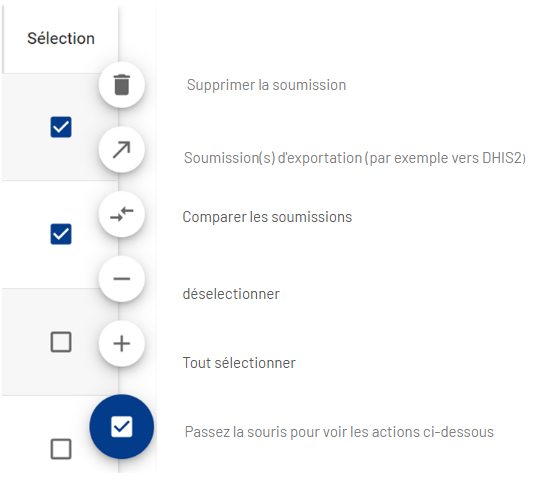 Sélection
Supprimer la soumission
Soumission(s) d'exportation (par exemple vers DHIS2)
Comparer les soumissions
déselectionner
Tout sélectionner
Passez la souris pour voir les actions ci-dessous